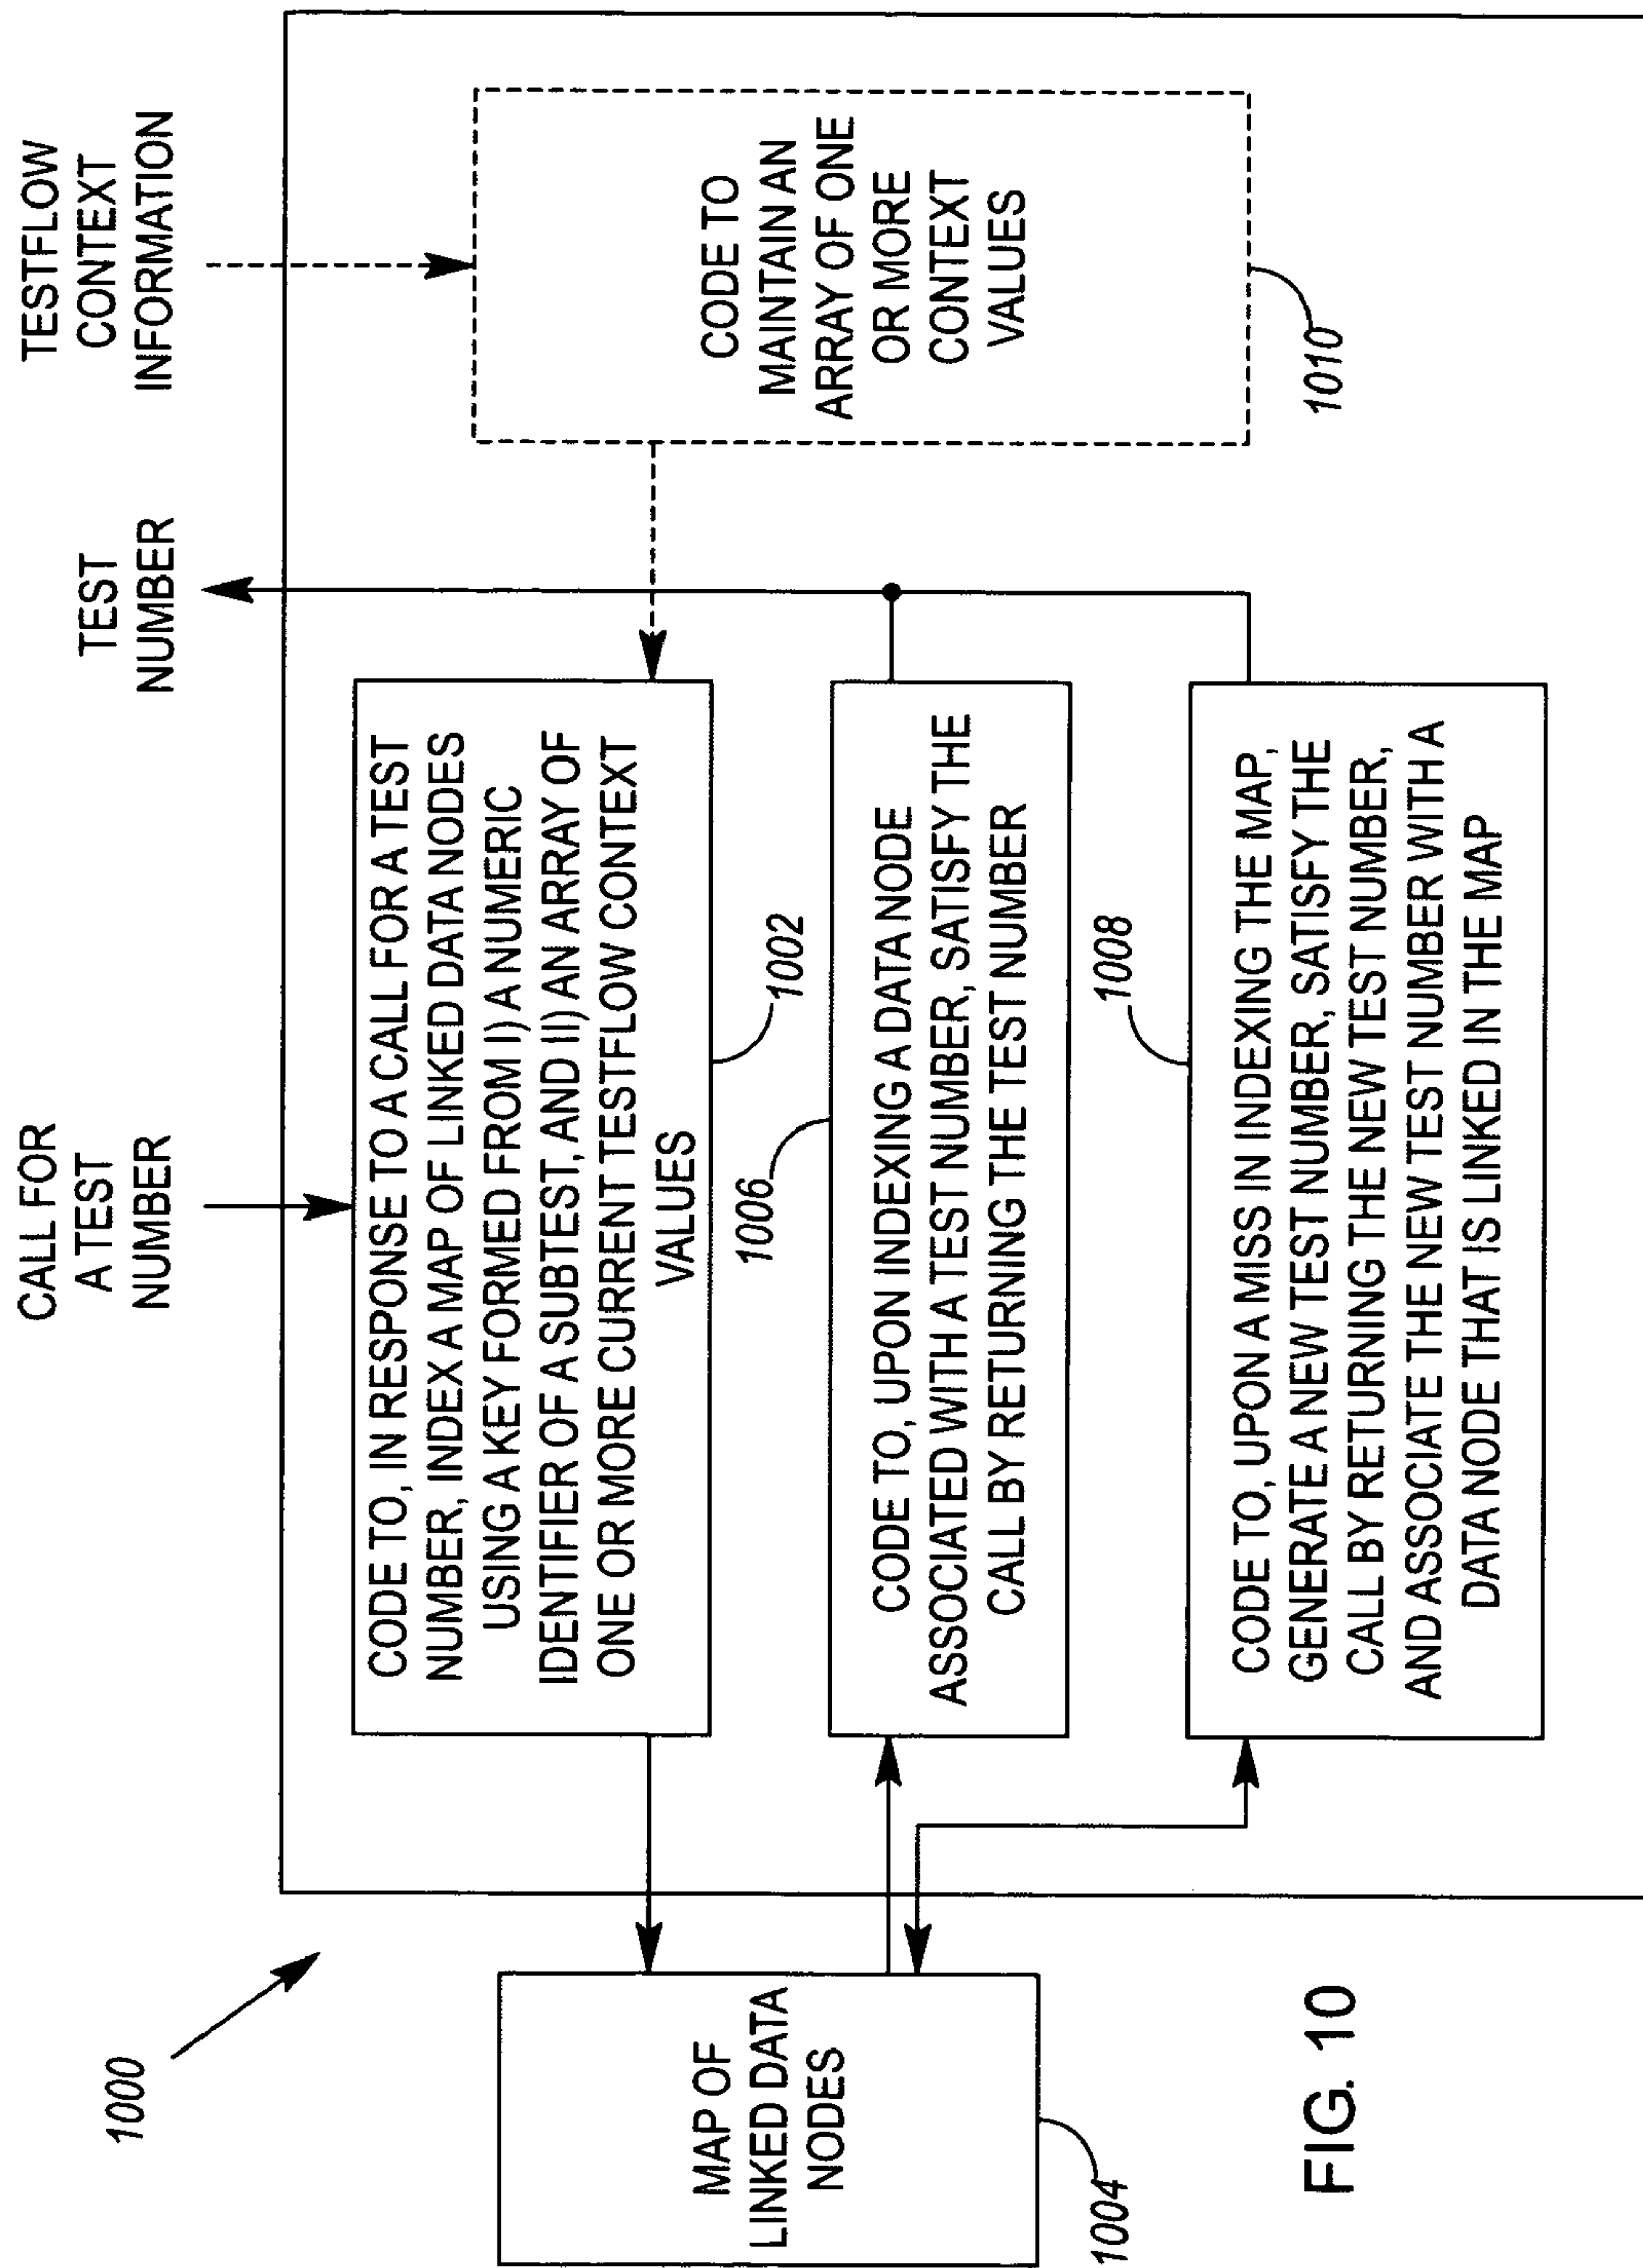 1000
CALL FOR
A TEST
NUMBER
TEST
NUMBER
TESTFLOW
CONTEXT
INFORMATION
MAP OF
LINKED DATA
NODES
1004
CODE TO, IN RESPONSE TO A CALL FOR A TEST
NUMBER, INDEX A MAP OF LINKED DATA NODES
USING A KEY FORMED FROM I) A NUMERIC
IDENTIFIER OF A SUBTEST, AND II) AN ARRAY OF
ONE OR MORE CURRENT TESTFLOW CONTEXT
VALUES
1002
1006
CODE TO, UPON INDEXING A DATA NODE
ASSOCIATED WITH A TEST NUMBER, SATISFY THE
CALL BY RETURNING THE TEST NUMBER
1008
CODE TO, UPON A MISS IN INDEXING THE MAP,
GENERATE A NEW TEST NUMBER, SATISFY THE
CALL BY RETURNING THE NEW TEST NUMBER,
AND ASSOCIATE THE NEW TEST NUMBER WITH A
DATA NODE THAT IS LINKED IN THE MAP
CODE TO
MAINTAIN AN
ARRAY OF ONE
OR MORE
CONTEXT
VALUES
1010
FIG. 10